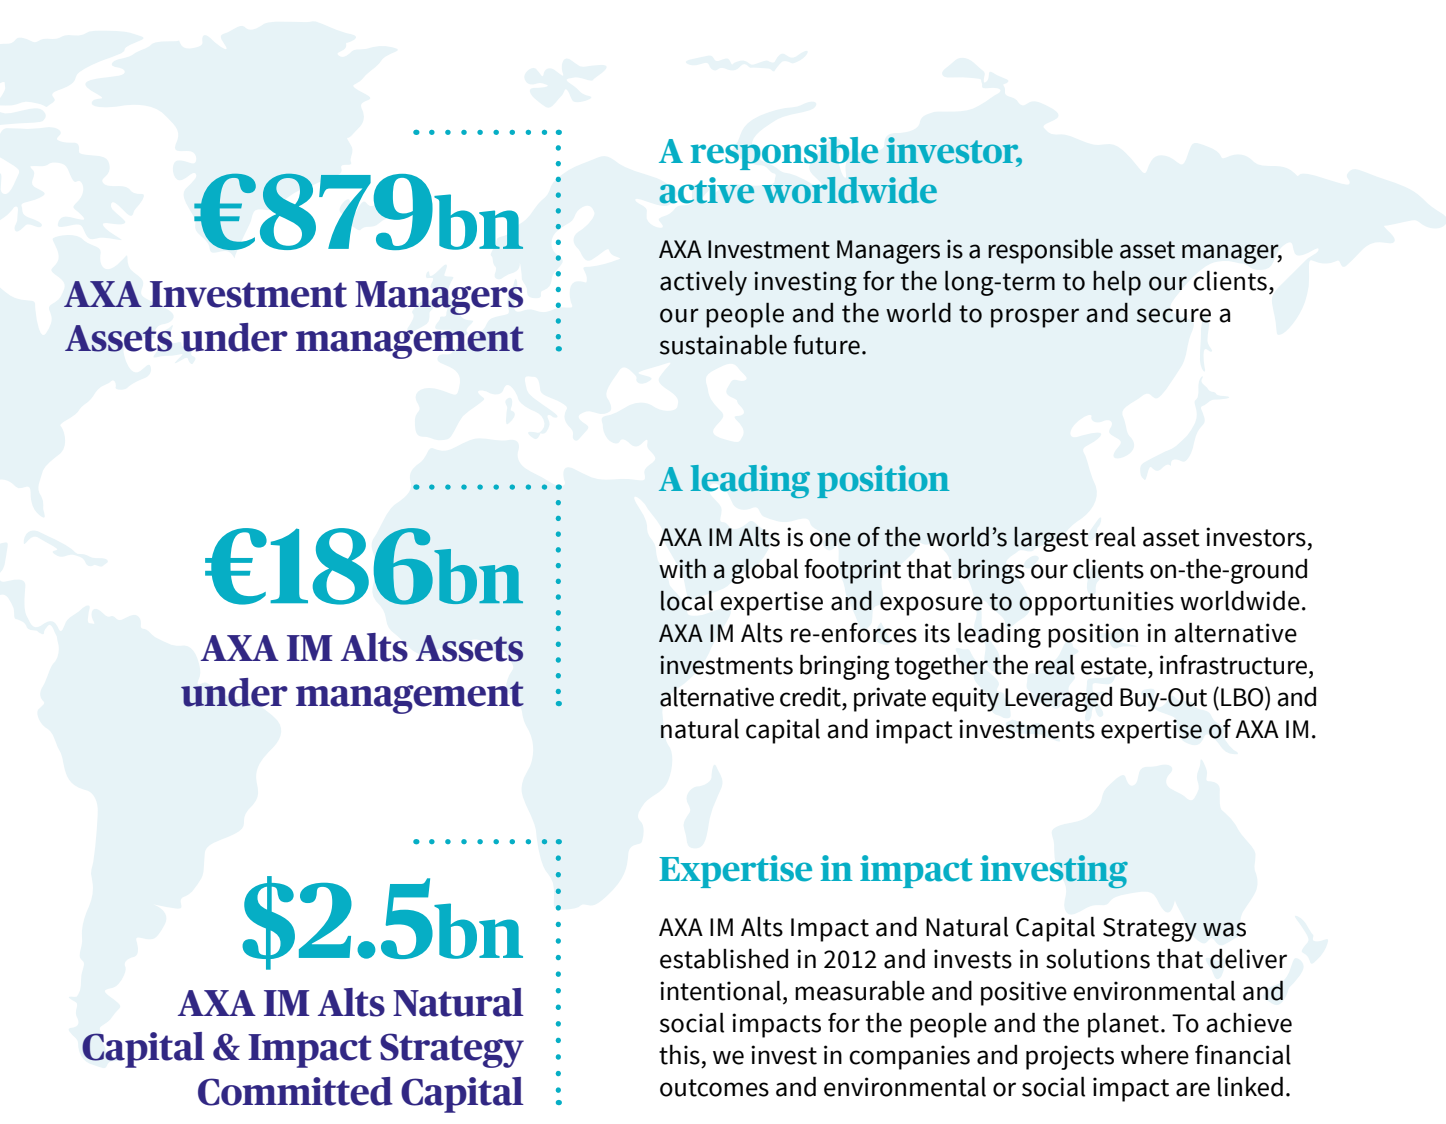 €879bn
AXA Investment Managers
Assets under management
A responsible investor,
active worldwide
AXA Investment Managers is a responsible asset manager,
actively investing for the long-term to help our clients,
our people and the world to prosper and secure a
sustainable future.
€186bn
AXA IM Alts Assets
under management
A leading position
AXA IM Alts is one of the world’s largest real asset investors,
with a global footprint that brings our clients on-the-ground
local expertise and exposure to opportunities worldwide.
AXA IM Alts re-enforces its leading position in alternative
investments bringing together the real estate, infrastructure,
alternative credit, private equity Leveraged Buy-Out (LBO) and
natural capital and impact investments expertise of AXA IM.
$2.5bn
AXA IM Alts Natural
Capital & Impact Strategy
Committed Capital
Expertise in impact investing
AXA IM Alts Impact and Natural Capital Strategy was
established in 2012 and invests in solutions that deliver
intentional, measurable and positive environmental and
social impacts for the people and the planet. To achieve
this, we invest in companies and projects where financial
outcomes and environmental or social impact are linked.